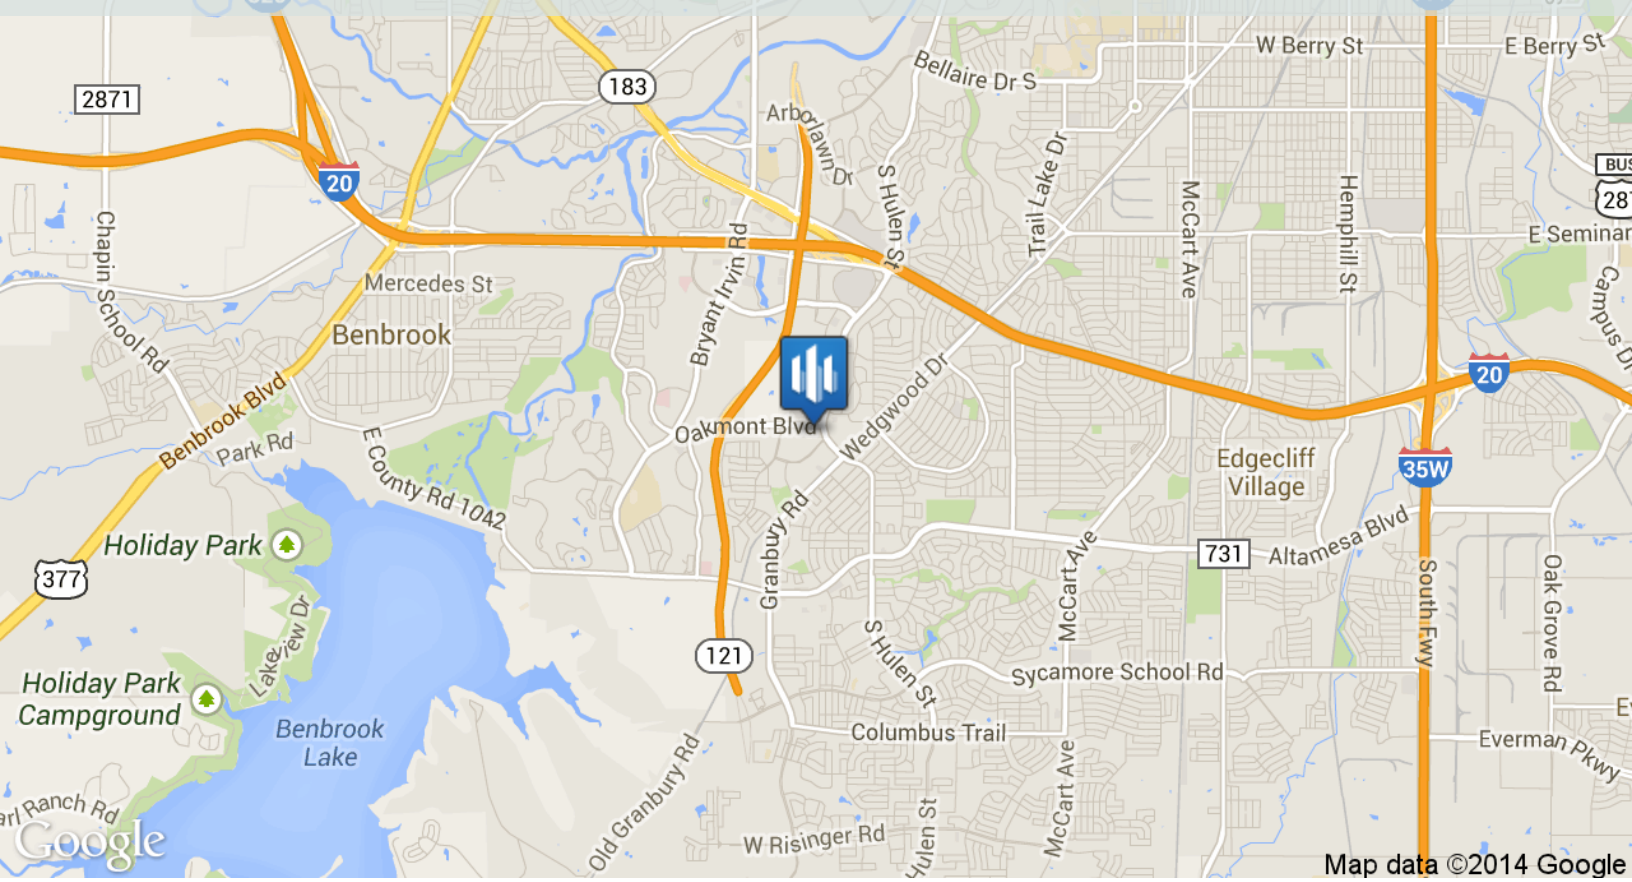 W Berry St
E Berry St
Bellaire Dr S
183
2871
Arborlawn Dr
BUS
287
20
S Hulen St
Trail Lake Dr
McCart Ave
Hemphill St
Chapin School Rd
Bryant Irvin Rd
E Seminar
Campus Dr
Mercedes St
Benbrook
20
Benbrook Blvd
Park Rd
Oakmont Blvd
Wedgwood Dr
E County Rd 1042
Edgecliff
Village
35W
Holiday Park
Granbury Rd
Altamesa Blvd
731
377
McCart Ave
South Fwy
Oak Grove Rd
Lakeview Dr
121
S Hulen St
Sycamore School Rd
Holiday Park
Campground
Benbrook
Lake
Columbus Trail
Everman Pkwy
Old Granbury Rd
McCart Ave
arl Ranch Rd
W Risinger Rd
Hulen St
Google
Map data ©2014 Google